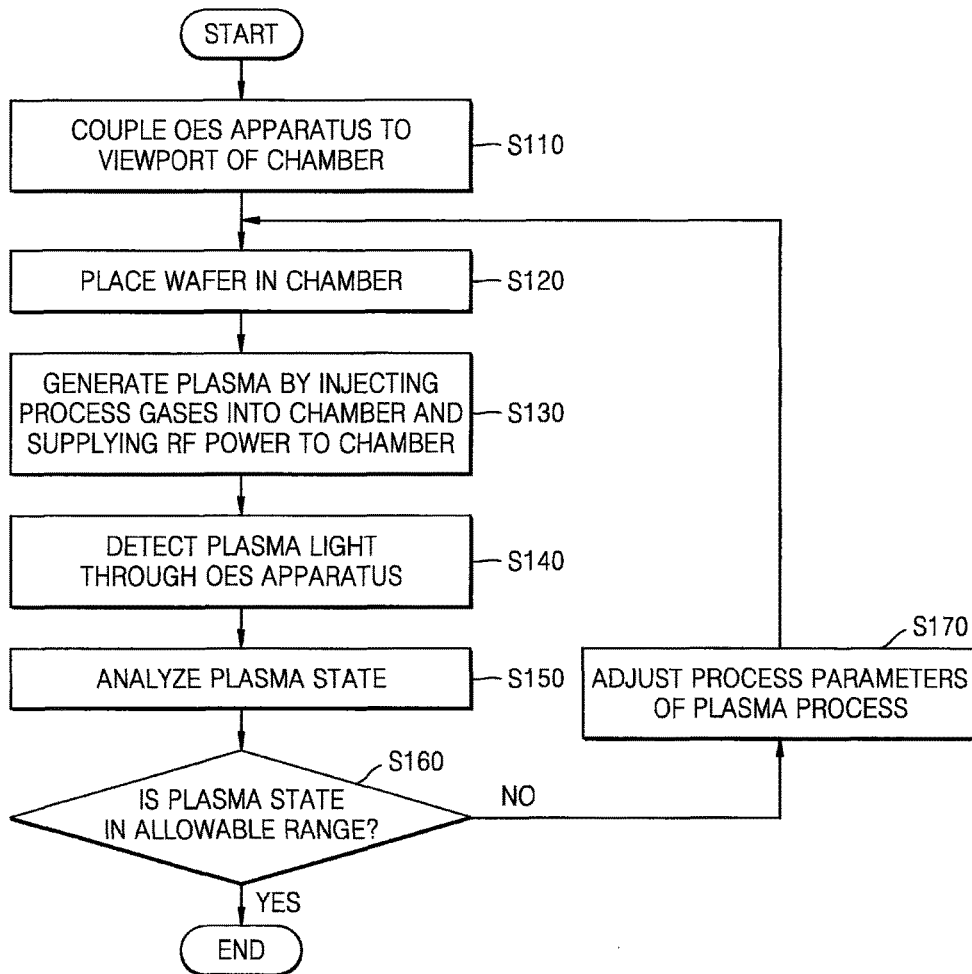 START
COUPLE OES APPARATUS TO
VIEWPORT OF CHAMBER
S110
PLACE WAFER IN CHAMBER
S120
GENERATE PLASMA BY INJECTING
PROCESS GASES INTO CHAMBER AND
SUPPLYING RF POWER TO CHAMBER
S130
DETECT PLASMA LIGHT
THROUGH OES APPARATUS
S140
ANALYZE PLASMA STATE
S150
S160
IS PLASMA STATE
IN ALLOWABLE RANGE?
NO
S170
ADJUST PROCESS PARAMETERS
OF PLASMA PROCESS
YES
END